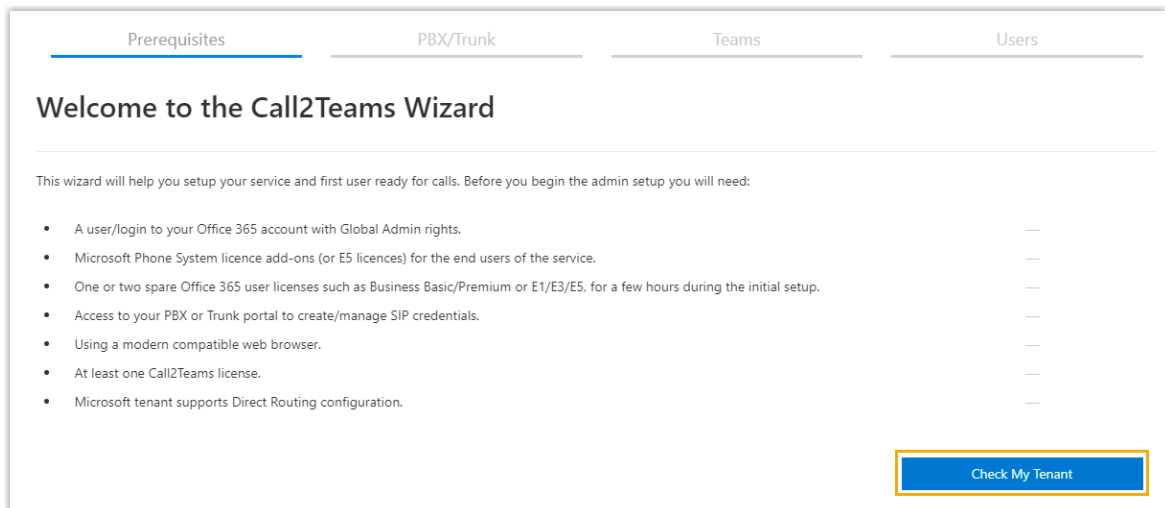 Prerequisites
PBX/Trunk
Teams
Users
Welcome to the Call2Teams Wizard
This wizard will help you setup your service and first user ready for calls. Before you begin the admin setup you will need:
• A user/login to your Office 365 account with Global Admin rights. —
• Microsoft Phone System licence add-ons (or E5 licences) for the end users of the service. —
• One or two spare Office 365 user licenses such as Business Basic/Premium or E1/E3/E5, for a few hours during the initial setup. —
• Access to your PBX or Trunk portal to create/manage SIP credentials. —
• Using a modern compatible web browser. —
• At least one Call2Teams license. —
• Microsoft tenant supports Direct Routing configuration. —
Check My Tenant